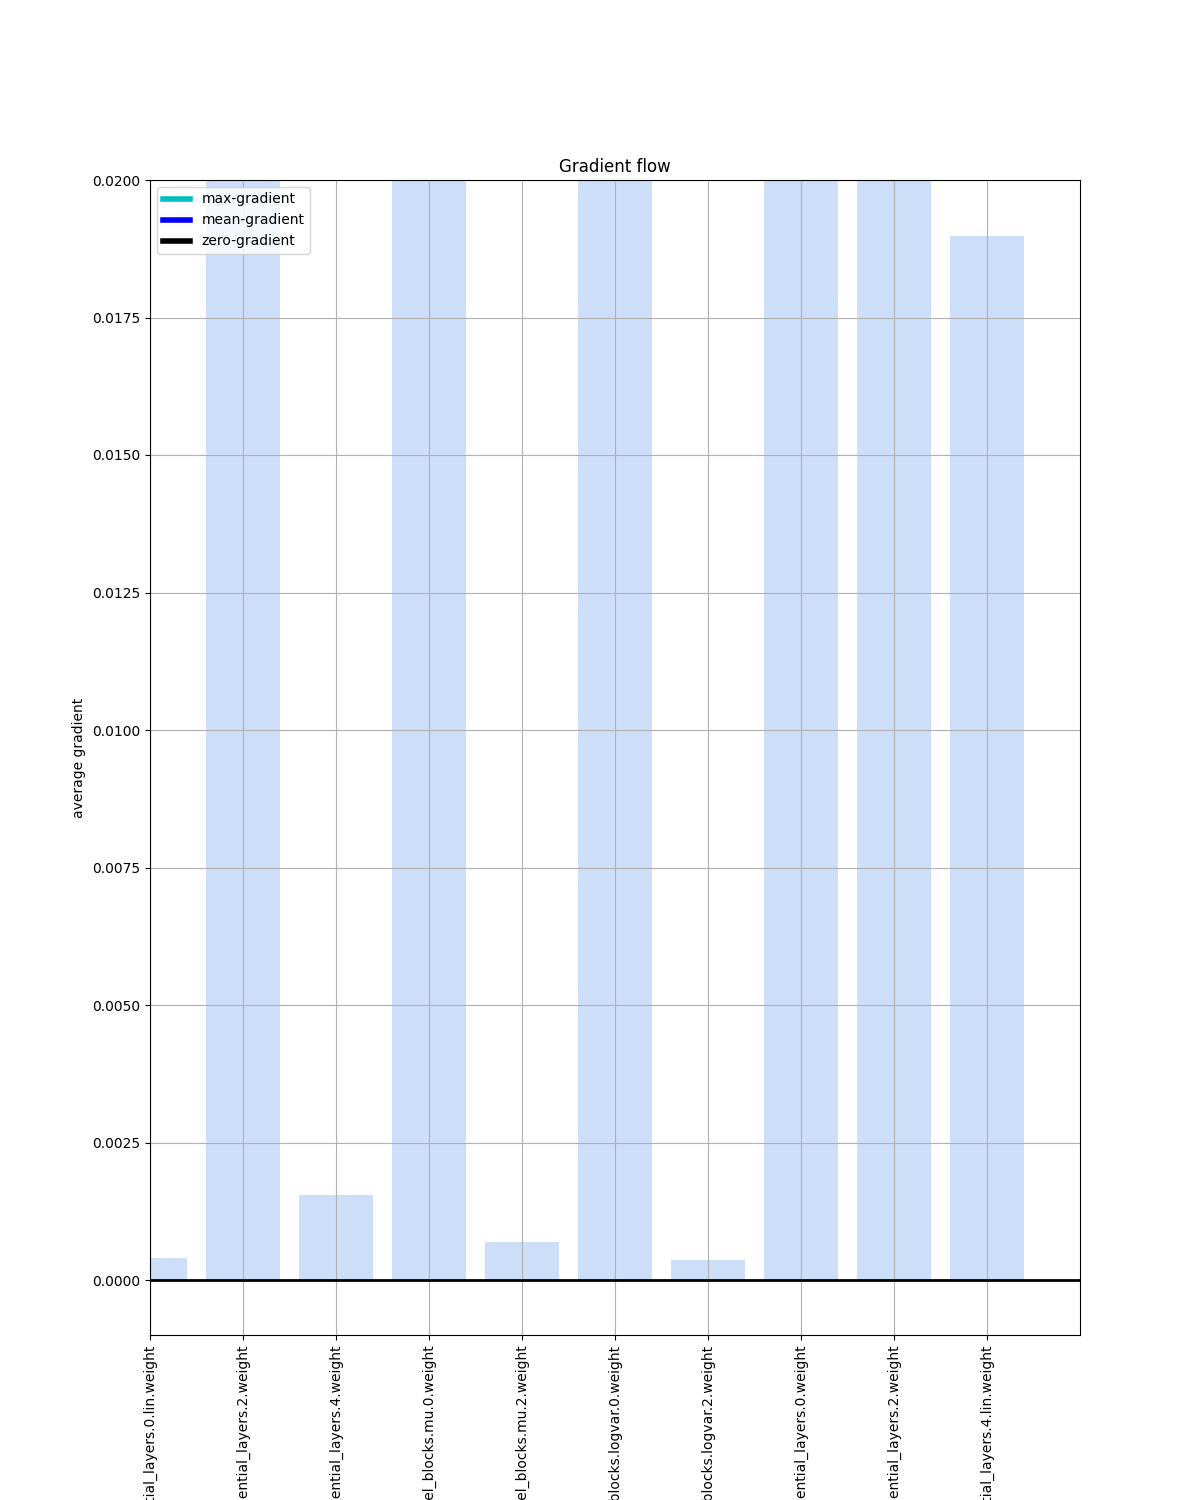 Gradient flow
max-gradient
mean-gradient
zero-gradient
0.0200
0.0175
0.0150
0.0125
0.0100
0.0075
0.0050
0.0025
0.0000
average gradient
tial_layers.0.lin.weight
ential_layers.2.weight
ential_layers.4.weight
el_blocks.mu.0.weight
el_blocks.mu.2.weight
blocks.logvar.0.weight
blocks.logvar.2.weight
ential_layers.0.weight
ential_layers.2.weight
tial_layers.4.lin.weight